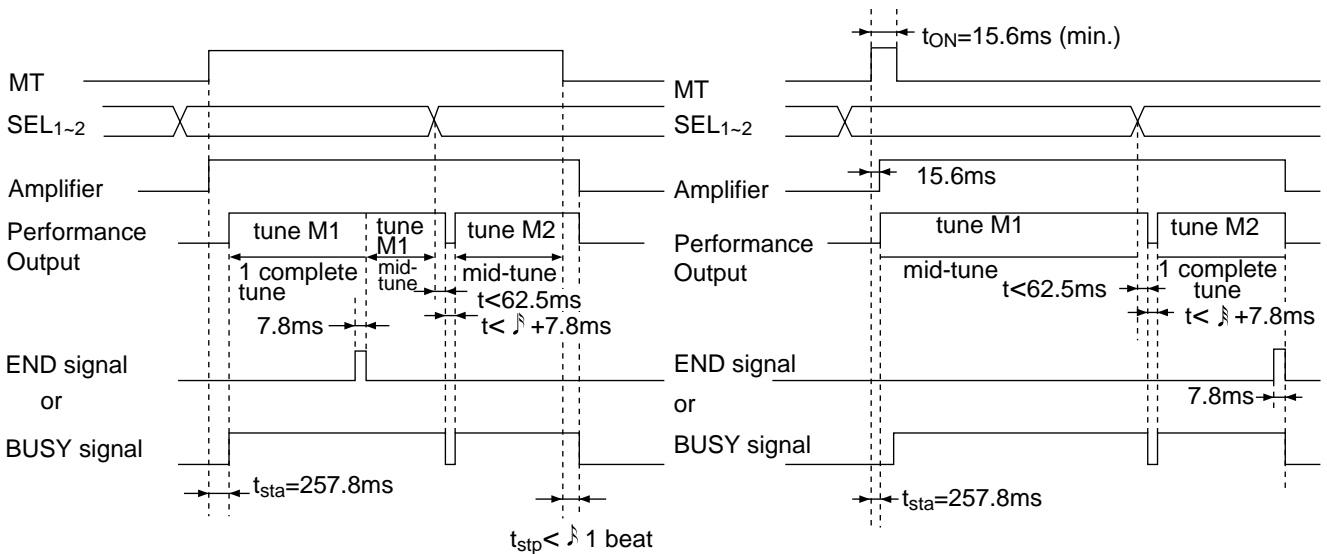 MT
SEL1~2
Amplifier
Performance
Output
tune M1
tune
M1
tune M2
1 complete
tune
mid-
tune
mid-tune
t<62.5ms
7.8ms
t< 𝅘𝅥𝅯 +7.8ms
END signal
or
BUSY signal
tsta=257.8ms
tstp< 𝅘𝅥𝅯 1 beat
tON=15.6ms (min.)
MT
SEL1~2
Amplifier
15.6ms
Performance
Output
tune M1
tune M2
mid-tune
1 complete
tune
t<62.5ms
t< 𝅘𝅥𝅯 +7.8ms
END signal
7.8ms
or
BUSY signal
tsta=257.8ms